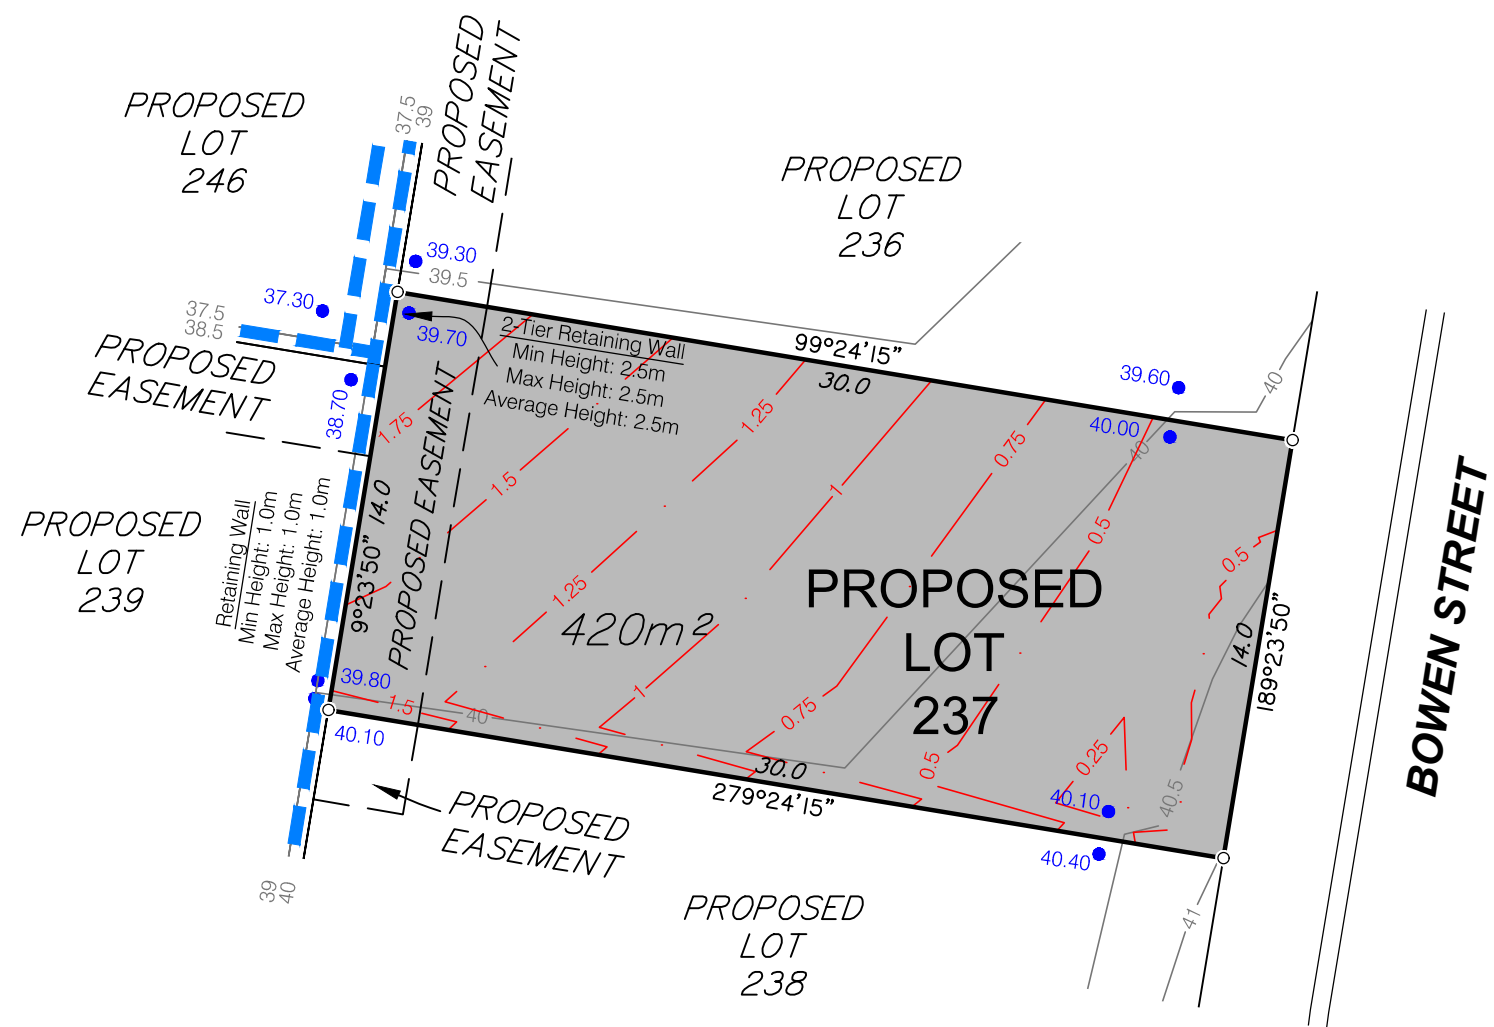 PROPOSED
EASEMENT
37.5
39
PROPOSED
LOT
246
PROPOSED
LOT
236
39.30
39.5
37.30
37.5
38.5
39.70
2-Tier Retaining Wall
Min Height: 2.5m
Max Height: 2.5m
Average Height: 2.5m
99°24'15"
30.0
39.60
40
40.00
40
PROPOSED
EASEMENT
38.70
1.75
1.5
1.25
1
0.75
0.5
0.5
PROPOSED EASEMENT
14.0
9°23'50"
Retaining Wall
Min Height: 1.0m
Max Height: 1.0m
Average Height: 1.0m
PROPOSED
LOT
239
1.25
420m²
PROPOSED
LOT
237
14.0
189°23'50"
BOWEN STREET
39.80
1.5
40
40.10
1
0.75
0.5
0.25
30.0
279°24'15"
40.10
40.5
40.40
PROPOSED
EASEMENT
39
40
41
PROPOSED
LOT
238